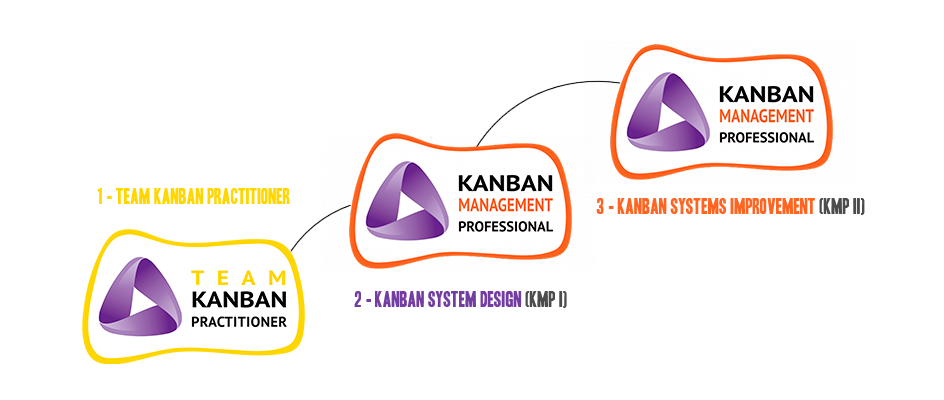 1 - TEAM KANBAN PRACTITIONER
TEAM
KANBAN
PRACTITIONER
KANBAN
MANAGEMENT
PROFESSIONAL
2 - KANBAN SYSTEM DESIGN (KMP I)
KANBAN
MANAGEMENT
PROFESSIONAL
3 - KANBAN SYSTEMS IMPROVEMENT (KMP II)